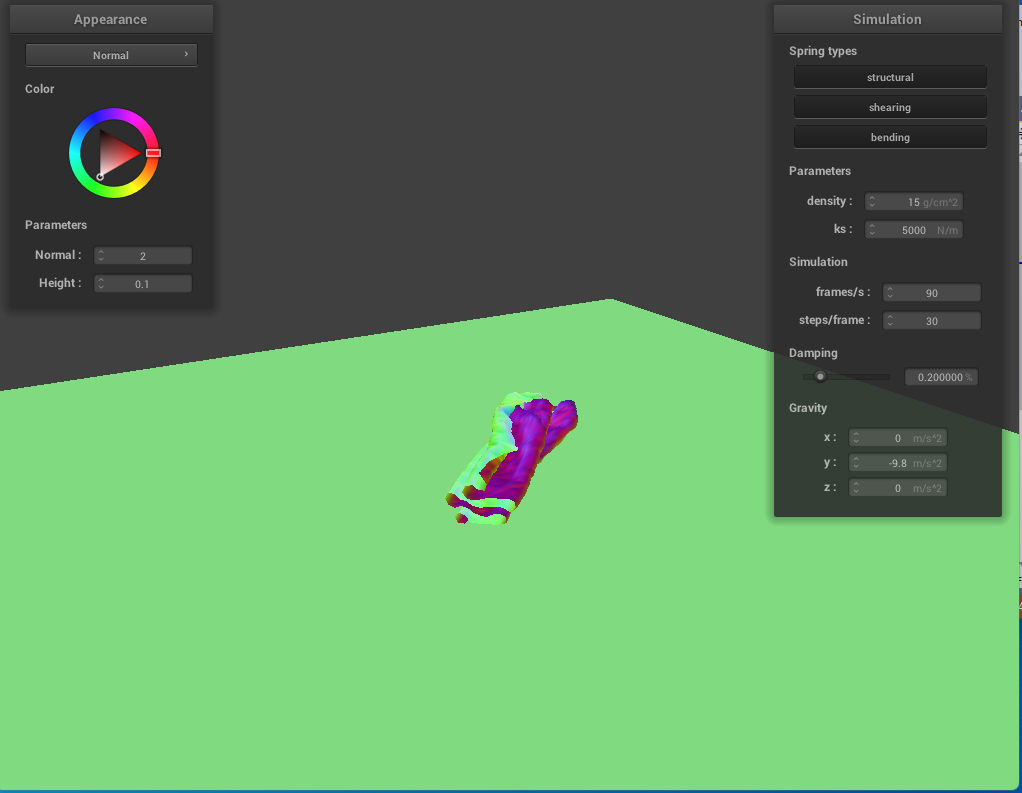 Appearance
Normal
Color
Parameters
Normal : 2
Height : 0.1
Simulation
Spring types
structural
shearing
bending
Parameters
density : 15 g/cm^2
ks : 5000 N/m
Simulation
frames/s : 90
steps/frame : 30
Damping
0.200000 %
Gravity
x : 0 m/s^2
y : -9.8 m/s^2
z : 0 m/s^2